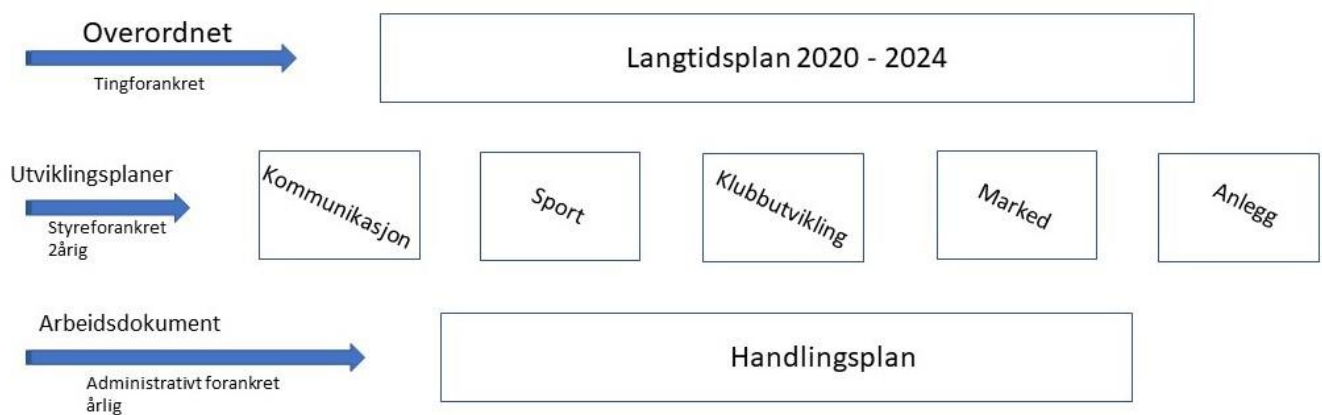 Overordnet
Tingforankret
Langtidsplan 2020 - 2024
Utviklingsplaner
Styreforankret
2årig
Kommunikasjon
Sport
Klubbutvikling
Marked
Anlegg
Arbeidsdokument
Administrativt forankret
årlig
Handlingsplan